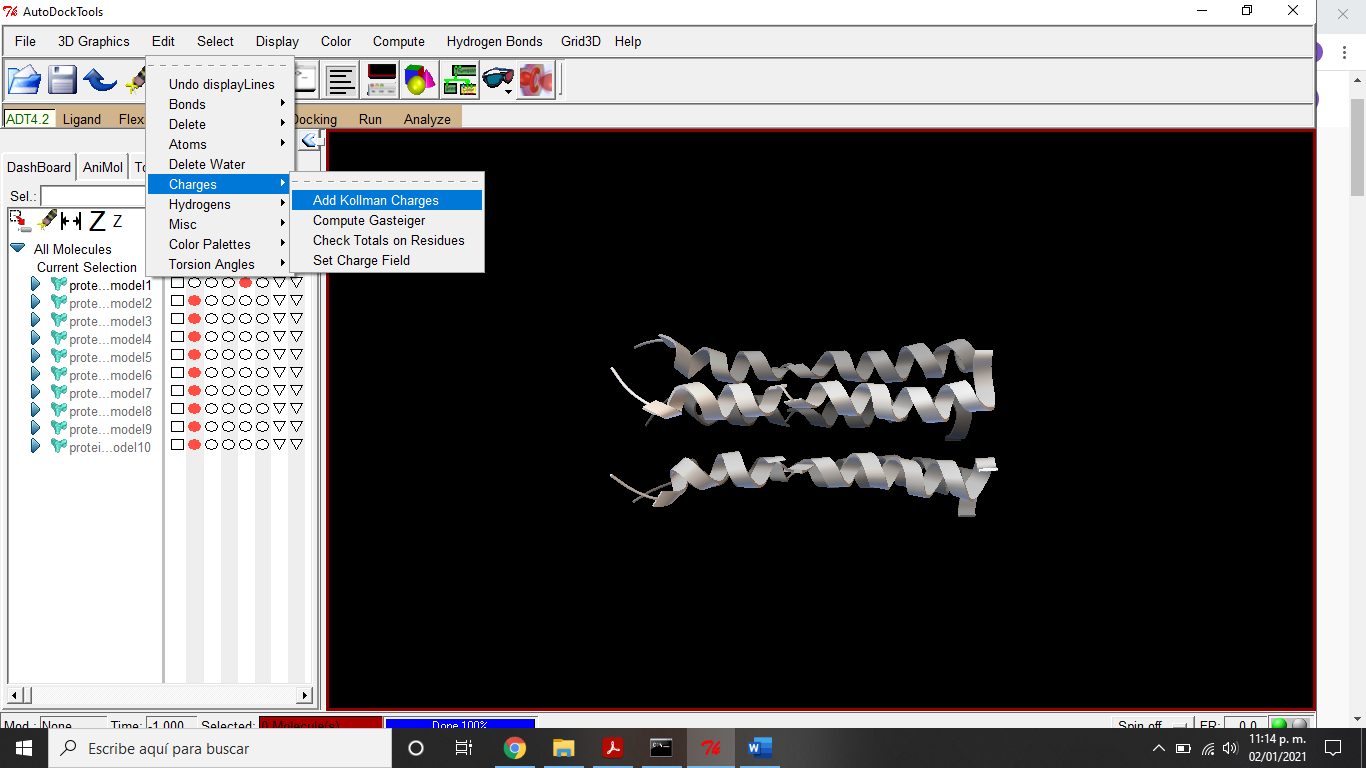 AutoDockTools
File 3D Graphics Edit Select Display Color Compute Hydrogen Bonds Grid3D Help
Undo displayLines
Bonds
Delete
Atoms
Delete Water
Charges
Hydrogens
Misc
Color Palettes
Torsion Angles
Add Kollman Charges
Compute Gasteiger
Check Totals on Residues
Set Charge Field
ADT4.2 Ligand Flex Docking Run Analyze
DashBoard AniMol To
Sel.:
Z Z
All Molecules
Current Selection
prote...model1
prote...model2
prote...model3
prote...model4
prote...model5
prote...model6
prote...model7
prote...model8
prote...model9
protei...odel10
Mod.: None Time: -1.000 Selected: 0 Molecule(s) Done 100% Spin off FR: 0.0
Escribe aquí para buscar
11:14 p. m.
02/01/2021